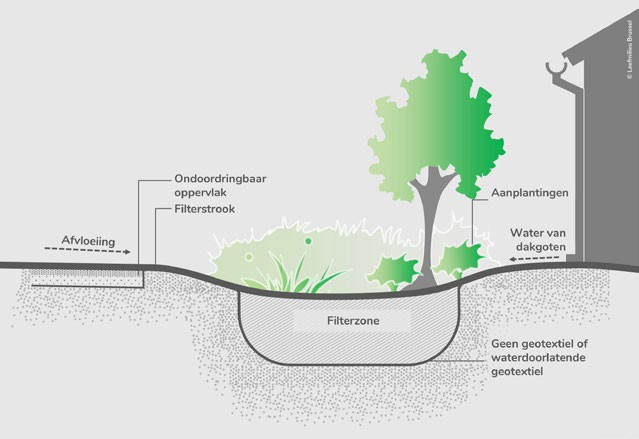 © Leefmilieu Brussel
Ondoordringbaar
oppervlak
Filterstrook
Afvloeiing
Aanplantingen
Water van
dakgoten
Filterzone
Geen geotextiel of
waterdoorlatende
geotextiel